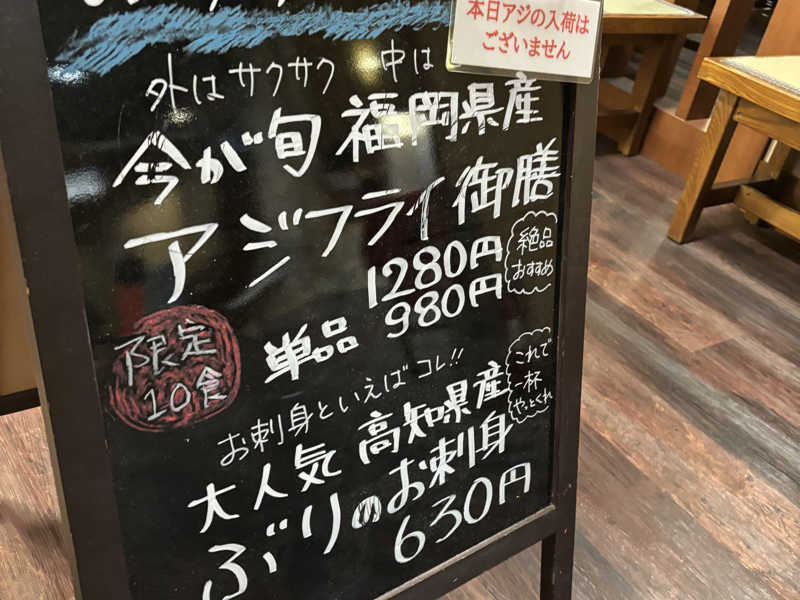 本日アジの入荷は
ございません
外はサクサク 中は
今が旬 福岡県産
アジフライ御膳
1280円
絶品
おすすめ
単品 980円
限定
10食
お刺身といえばコレ!!
大人気 高知県産
ぶりのお刺身
630円
これで
一杯
やっとくれ